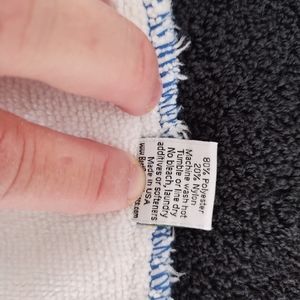 80% Polyester
20% Nylon
Machine wash hot
Tumble or line dry
No bleach, laundry
additives or softeners
Made in USA